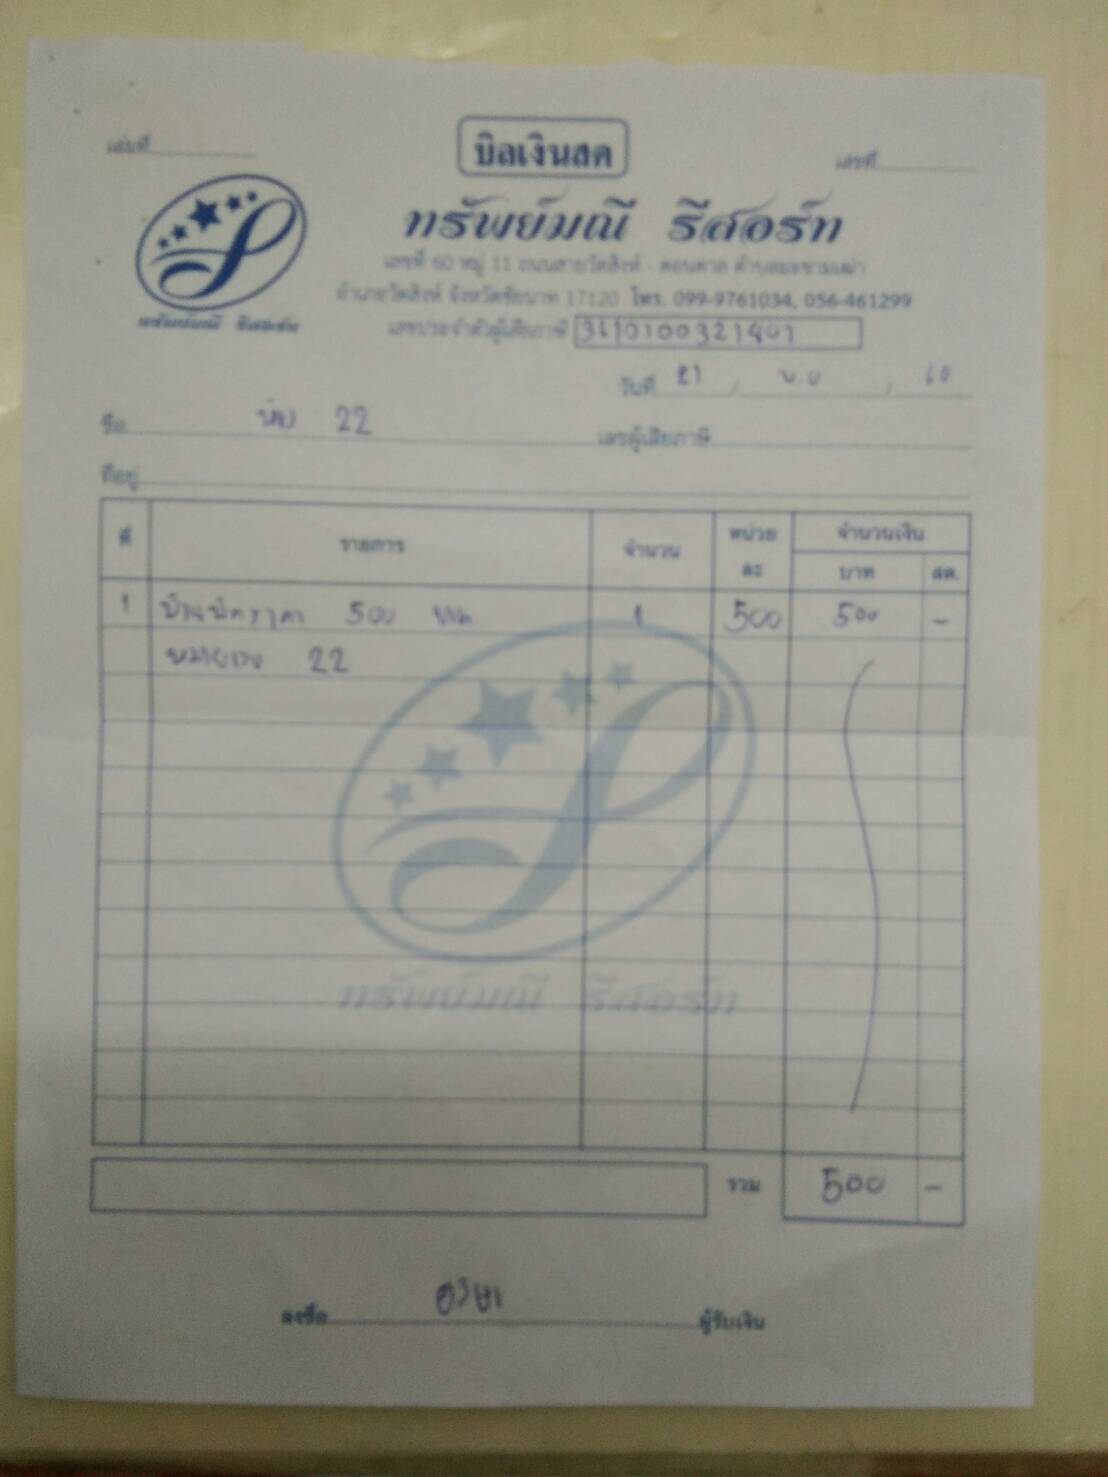 เล่มที่
บิลเงินสด
เลขที่
ทรัพย์มณี รีสอร์ท
เลขที่ 60 หมู่ 11 ถนนสายวัดสิงห์ - ดอนตาล ตำบลมะขามเฒ่า
อำเภอวัดสิงห์ จังหวัดชัยนาท 17120 โทร. 099-9761034, 056-461299
ทรัพย์มณี รีสอร์ท
เลขประจำตัวผู้เสียภาษี
วันที่ 21 / พ.ย / 60
ชื่อ ห้อง 22 เลขผู้เสียภาษี
ที่อยู่
ที่ รายการ จำนวน หน่วยละ จำนวนเงิน
บาท สต.
1 บ้านพักราคา 500 บาท 1 500 500 -
หมายเลข 22
ทรัพย์มณี รีสอร์ท
รวม 500 -
ลงชื่อ ผู้รับเงิน